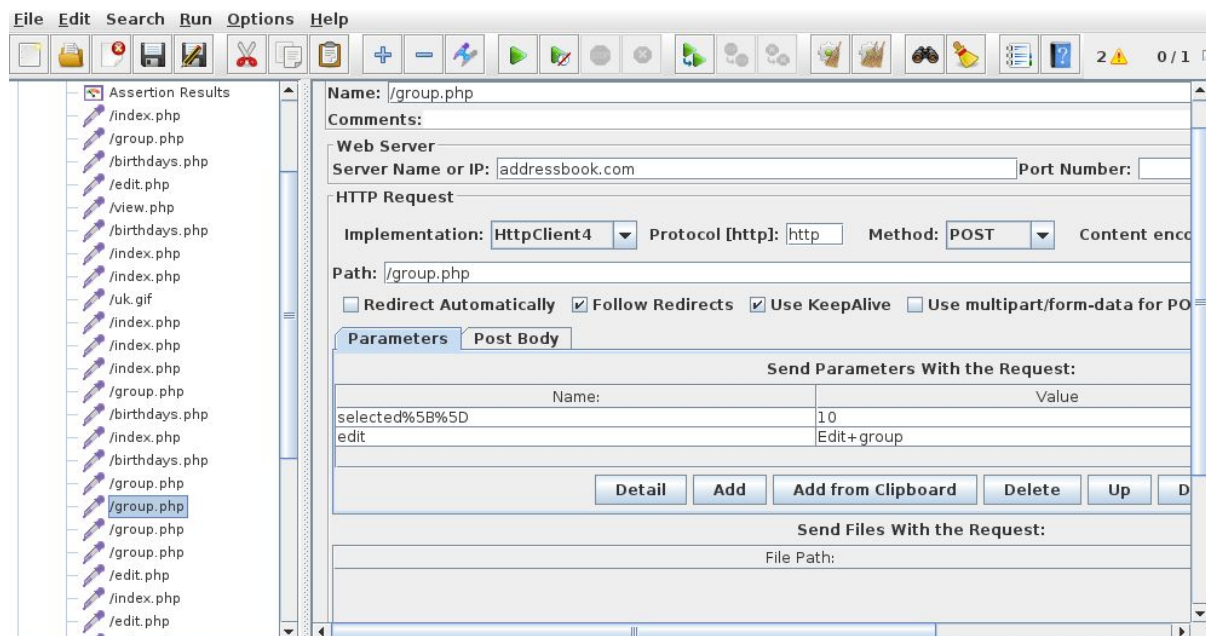 File Edit Search Run Options Help
2 0/1
Assertion Results
/index.php
/group.php
/birthdays.php
/edit.php
/view.php
/birthdays.php
/index.php
/index.php
/uk.gif
/index.php
/index.php
/index.php
/group.php
/birthdays.php
/index.php
/birthdays.php
/group.php
/group.php
/group.php
/group.php
/edit.php
/index.php
/edit.php
Name: /group.php
Comments:
Web Server
Server Name or IP: addressbook.com Port Number:
HTTP Request
Implementation: HttpClient4 Protocol [http]: http Method: POST Content enco
Path: /group.php
Redirect Automatically Follow Redirects Use KeepAlive Use multipart/form-data for PO
Parameters Post Body
Send Parameters With the Request:
Name: Value
selected%5B%5D 10
edit Edit+group
Detail Add Add from Clipboard Delete Up D
Send Files With the Request:
File Path: